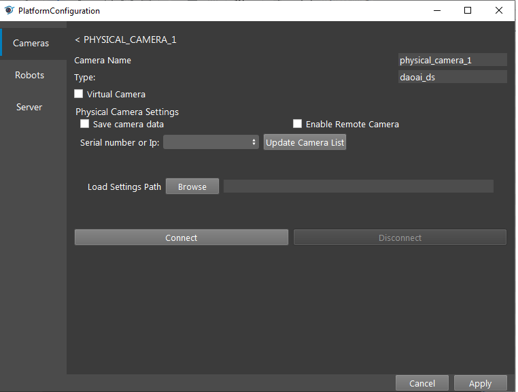 PlatformConfiguration
Cameras
Robots
Server
< PHYSICAL_CAMERA_1
Camera Name physical_camera_1
Type: daoai_ds
Virtual Camera
Physical Camera Settings
Save camera data Enable Remote Camera
Serial number or Ip: Update Camera List
Load Settings Path Browse
Connect Disconnect
Cancel Apply